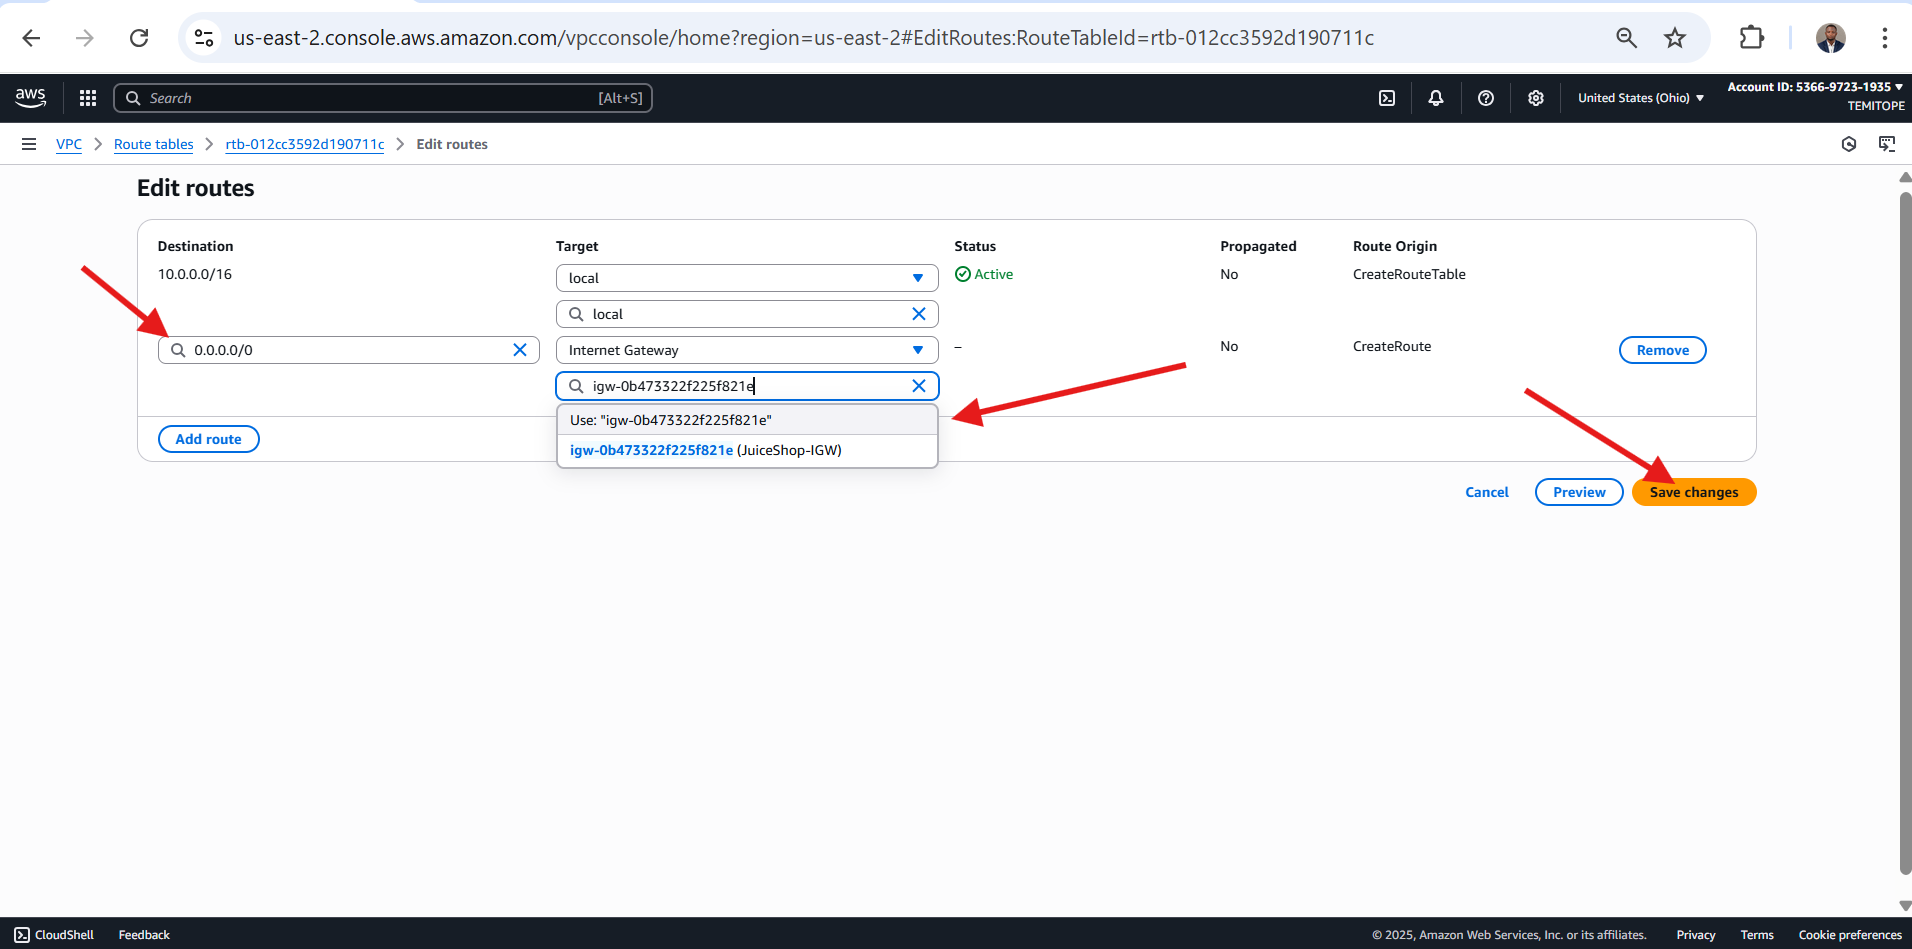 us-east-2.console.aws.amazon.com/vpcconsole/home?region=us-east-2#EditRoutes:RouteTableId=rtb-012cc3592d190711c
aws
Search [Alt+S]
United States (Ohio)
Account ID: 5366-9723-1935
TEMITOPE
VPC > Route tables > rtb-012cc3592d190711c > Edit routes
Edit routes
Destination Target Status Propagated Route Origin
10.0.0.0/16 local Active No CreateRouteTable
local
0.0.0.0/0 Internet Gateway – No CreateRoute Remove
igw-0b473322f225f821e
Use: "igw-0b473322f225f821e"
igw-0b473322f225f821e (JuiceShop-IGW)
Add route
Cancel Preview Save changes
CloudShell Feedback © 2025, Amazon Web Services, Inc. or its affiliates. Privacy Terms Cookie preferences